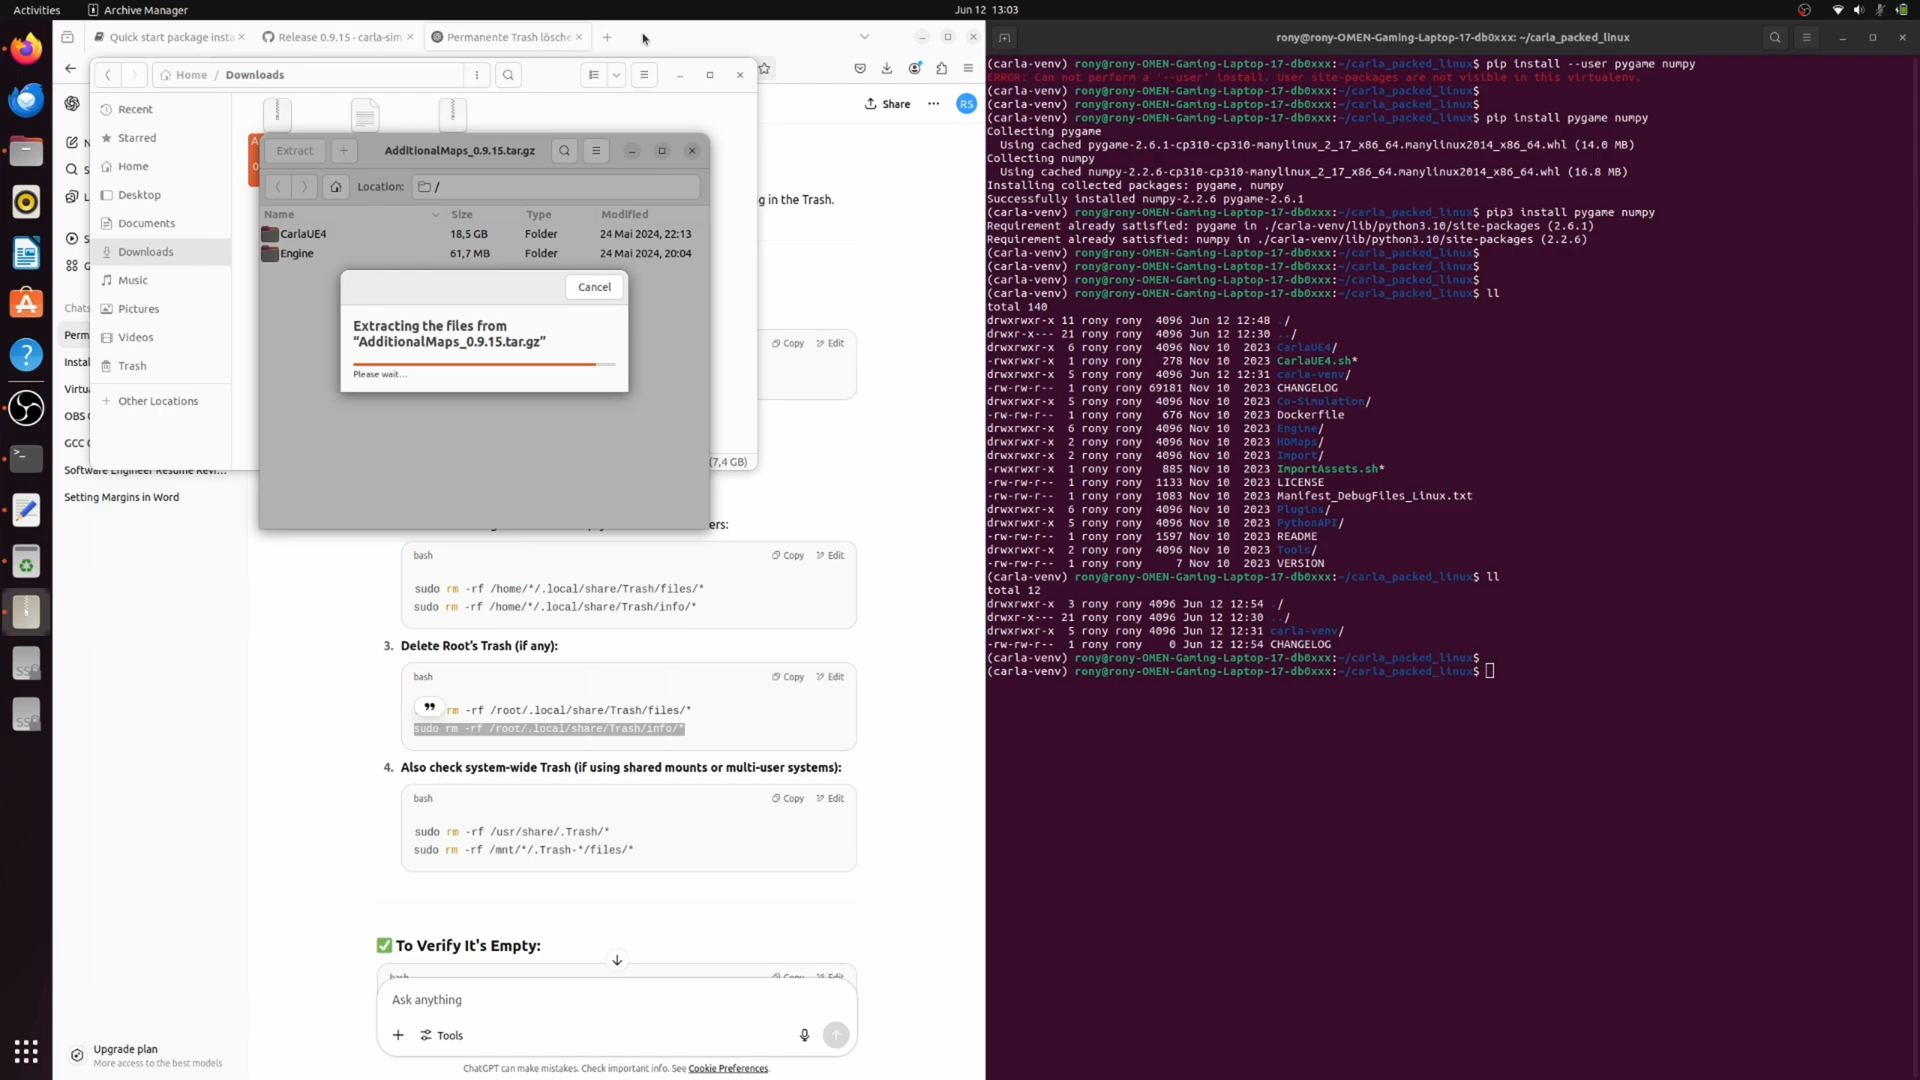 Activities
Archive Manager
Jun 12 13:03
Quick start package insta
Release 0.9.15 · carla-sim
Permanente Trash lösche
Home / Downloads
Recent
Starred
Home
Desktop
Documents
Downloads
Music
Pictures
Videos
Trash
Other Locations
(7,4 GB)
Extract
AdditionalMaps_0.9.15.tar.gz
Location:
/
Name Size Type Modified
CarlaUE4 18,5 GB Folder 24 Mai 2024, 22:13
Engine 61,7 MB Folder 24 Mai 2024, 20:04
Cancel
Extracting the files from
“AdditionalMaps_0.9.15.tar.gz”
Please wait…
Share
RS
Chats
Perm
Instal
Virtua
OBS
GCC
Software Engineer Resume Revi…
Setting Margins in Word
Upgrade plan
More access to the best models
g in the Trash.
Copy Edit
ers:
bash
Copy Edit
sudo rm -rf /home/*/.local/share/Trash/files/*
sudo rm -rf /home/*/.local/share/Trash/info/*
3. Delete Root’s Trash (if any):
bash
Copy Edit
rm -rf /root/.local/share/Trash/files/*
sudo rm -rf /root/.local/share/Trash/info/*
4. Also check system-wide Trash (if using shared mounts or multi-user systems):
bash
Copy Edit
sudo rm -rf /usr/share/.Trash/*
sudo rm -rf /mnt/*/.Trash-*/files/*
✅ To Verify It's Empty:
bash
Copy Edit
Ask anything
Tools
ChatGPT can make mistakes. Check important info. See Cookie Preferences.
rony@rony-OMEN-Gaming-Laptop-17-db0xxx: ~/carla_packed_linux
(carla-venv) rony@rony-OMEN-Gaming-Laptop-17-db0xxx:~/carla_packed_linux$ pip install --user pygame numpy
ERROR: Can not perform a '--user' install. User site-packages are not visible in this virtualenv.
(carla-venv) rony@rony-OMEN-Gaming-Laptop-17-db0xxx:~/carla_packed_linux$
(carla-venv) rony@rony-OMEN-Gaming-Laptop-17-db0xxx:~/carla_packed_linux$
(carla-venv) rony@rony-OMEN-Gaming-Laptop-17-db0xxx:~/carla_packed_linux$ pip install pygame numpy
Collecting pygame
Using cached pygame-2.6.1-cp310-cp310-manylinux_2_17_x86_64.manylinux2014_x86_64.whl (14.0 MB)
Collecting numpy
Using cached numpy-2.2.6-cp310-cp310-manylinux_2_17_x86_64.manylinux2014_x86_64.whl (16.8 MB)
Installing collected packages: pygame, numpy
Successfully installed numpy-2.2.6 pygame-2.6.1
(carla-venv) rony@rony-OMEN-Gaming-Laptop-17-db0xxx:~/carla_packed_linux$ pip3 install pygame numpy
Requirement already satisfied: pygame in ./carla-venv/lib/python3.10/site-packages (2.6.1)
Requirement already satisfied: numpy in ./carla-venv/lib/python3.10/site-packages (2.2.6)
(carla-venv) rony@rony-OMEN-Gaming-Laptop-17-db0xxx:~/carla_packed_linux$
(carla-venv) rony@rony-OMEN-Gaming-Laptop-17-db0xxx:~/carla_packed_linux$
(carla-venv) rony@rony-OMEN-Gaming-Laptop-17-db0xxx:~/carla_packed_linux$
(carla-venv) rony@rony-OMEN-Gaming-Laptop-17-db0xxx:~/carla_packed_linux$ ll
total 140
drwxrwxr-x 11 rony rony 4096 Jun 12 12:48 ./
drwxr-x--- 21 rony rony 4096 Jun 12 12:30 ../
drwxrwxr-x 6 rony rony 4096 Nov 10 2023 CarlaUE4/
-rwxrwxr-x 1 rony rony 278 Nov 10 2023 CarlaUE4.sh*
drwxrwxr-x 5 rony rony 4096 Jun 12 12:31 carla-venv/
-rw-rw-r-- 1 rony rony 69181 Nov 10 2023 CHANGELOG
drwxrwxr-x 5 rony rony 4096 Nov 10 2023 Co-Simulation/
-rw-rw-r-- 1 rony rony 676 Nov 10 2023 Dockerfile
drwxrwxr-x 6 rony rony 4096 Nov 10 2023 Engine/
drwxrwxr-x 2 rony rony 4096 Nov 10 2023 HDMaps/
drwxrwxr-x 2 rony rony 4096 Nov 10 2023 Import/
-rwxrwxr-x 1 rony rony 885 Nov 10 2023 ImportAssets.sh*
-rw-rw-r-- 1 rony rony 1133 Nov 10 2023 LICENSE
-rw-rw-r-- 1 rony rony 1083 Nov 10 2023 Manifest_DebugFiles_Linux.txt
drwxrwxr-x 6 rony rony 4096 Nov 10 2023 Plugins/
drwxrwxr-x 5 rony rony 4096 Nov 10 2023 PythonAPI/
-rw-rw-r-- 1 rony rony 1597 Nov 10 2023 README
drwxrwxr-x 2 rony rony 4096 Nov 10 2023 Tools/
-rw-rw-r-- 1 rony rony 7 Nov 10 2023 VERSION
(carla-venv) rony@rony-OMEN-Gaming-Laptop-17-db0xxx:~/carla_packed_linux$ ll
total 12
drwxrwxr-x 3 rony rony 4096 Jun 12 12:54 ./
drwxr-x--- 21 rony rony 4096 Jun 12 12:30 ../
drwxrwxr-x 5 rony rony 4096 Jun 12 12:31 carla-venv/
-rw-rw-r-- 1 rony rony 0 Jun 12 12:54 CHANGELOG
(carla-venv) rony@rony-OMEN-Gaming-Laptop-17-db0xxx:~/carla_packed_linux$
(carla-venv) rony@rony-OMEN-Gaming-Laptop-17-db0xxx:~/carla_packed_linux$